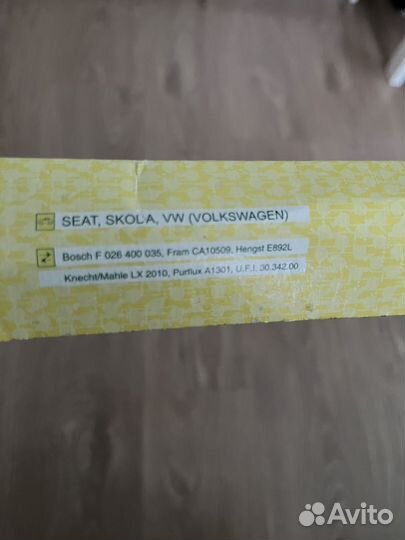 SEAT, SKODA, VW (VOLKSWAGEN)
Bosch F 026 400 035, Fram CA10509, Hengst E892L
Knecht/Mahle LX 2010, Purflux A1301, U.F.I. 30.342.00
Avito